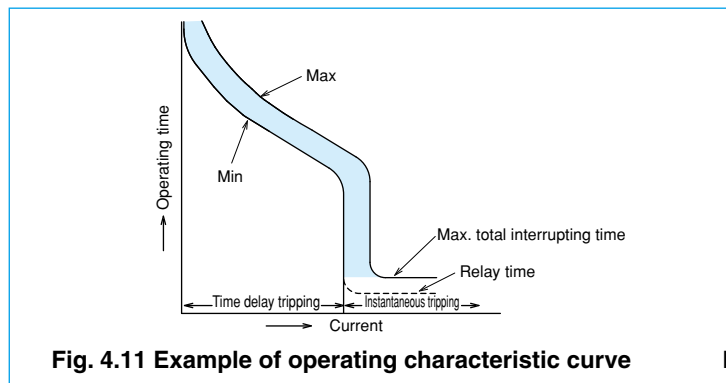 Max
Operating time
Min
Max. total interrupting time
Relay time
Time delay tripping
Instantaneous tripping
Current
Fig. 4.11 Example of operating characteristic curve